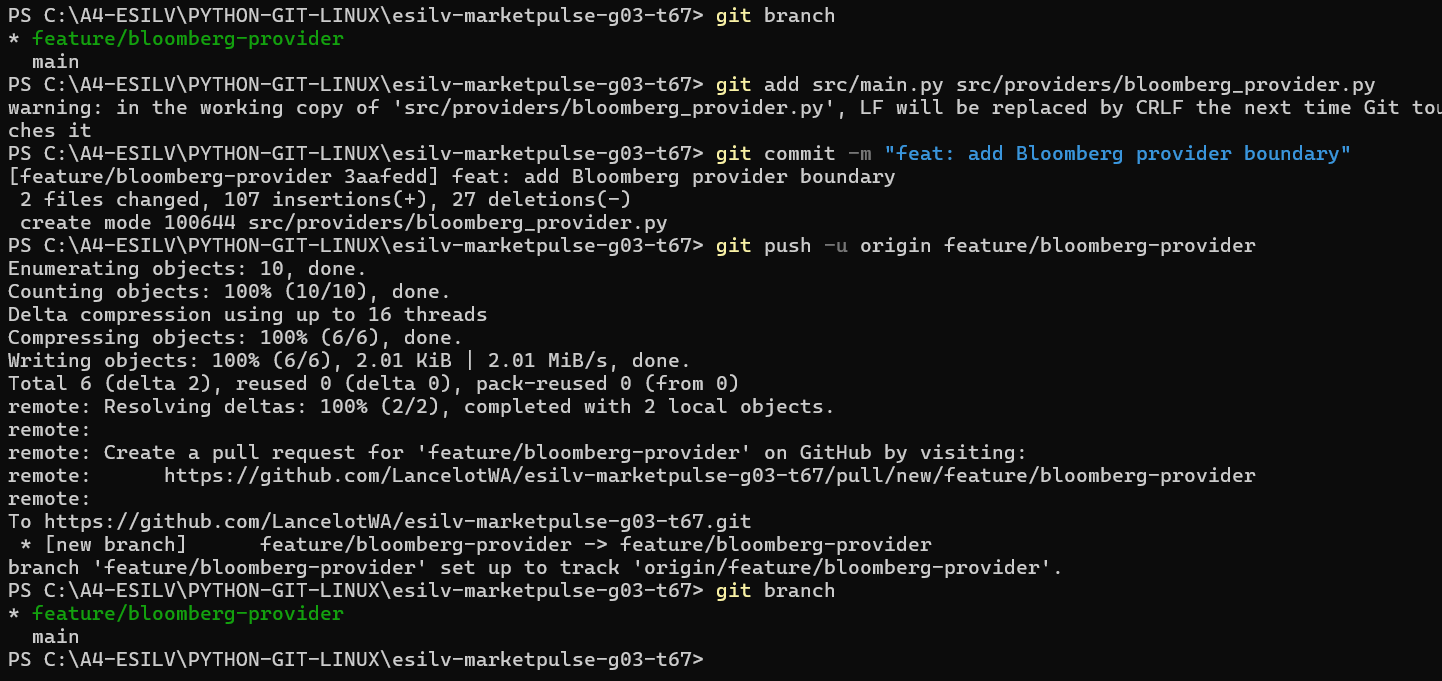 PS C:\A4-ESILV\PYTHON-GIT-LINUX\esilv-marketpulse-g03-t67> git branch
* feature/bloomberg-provider
  main
PS C:\A4-ESILV\PYTHON-GIT-LINUX\esilv-marketpulse-g03-t67> git add src/main.py src/providers/bloomberg_provider.py
warning: in the working copy of 'src/providers/bloomberg_provider.py', LF will be replaced by CRLF the next time Git tou
ches it
PS C:\A4-ESILV\PYTHON-GIT-LINUX\esilv-marketpulse-g03-t67> git commit -m "feat: add Bloomberg provider boundary"
[feature/bloomberg-provider 3aafedd] feat: add Bloomberg provider boundary
 2 files changed, 107 insertions(+), 27 deletions(-)
 create mode 100644 src/providers/bloomberg_provider.py
PS C:\A4-ESILV\PYTHON-GIT-LINUX\esilv-marketpulse-g03-t67> git push -u origin feature/bloomberg-provider
Enumerating objects: 10, done.
Counting objects: 100% (10/10), done.
Delta compression using up to 16 threads
Compressing objects: 100% (6/6), done.
Writing objects: 100% (6/6), 2.01 KiB | 2.01 MiB/s, done.
Total 6 (delta 2), reused 0 (delta 0), pack-reused 0 (from 0)
remote: Resolving deltas: 100% (2/2), completed with 2 local objects.
remote:
remote: Create a pull request for 'feature/bloomberg-provider' on GitHub by visiting:
remote:      https://github.com/LancelotWA/esilv-marketpulse-g03-t67/pull/new/feature/bloomberg-provider
remote:
To https://github.com/LancelotWA/esilv-marketpulse-g03-t67.git
 * [new branch]      feature/bloomberg-provider -> feature/bloomberg-provider
branch 'feature/bloomberg-provider' set up to track 'origin/feature/bloomberg-provider'.
PS C:\A4-ESILV\PYTHON-GIT-LINUX\esilv-marketpulse-g03-t67> git branch
* feature/bloomberg-provider
  main
PS C:\A4-ESILV\PYTHON-GIT-LINUX\esilv-marketpulse-g03-t67>